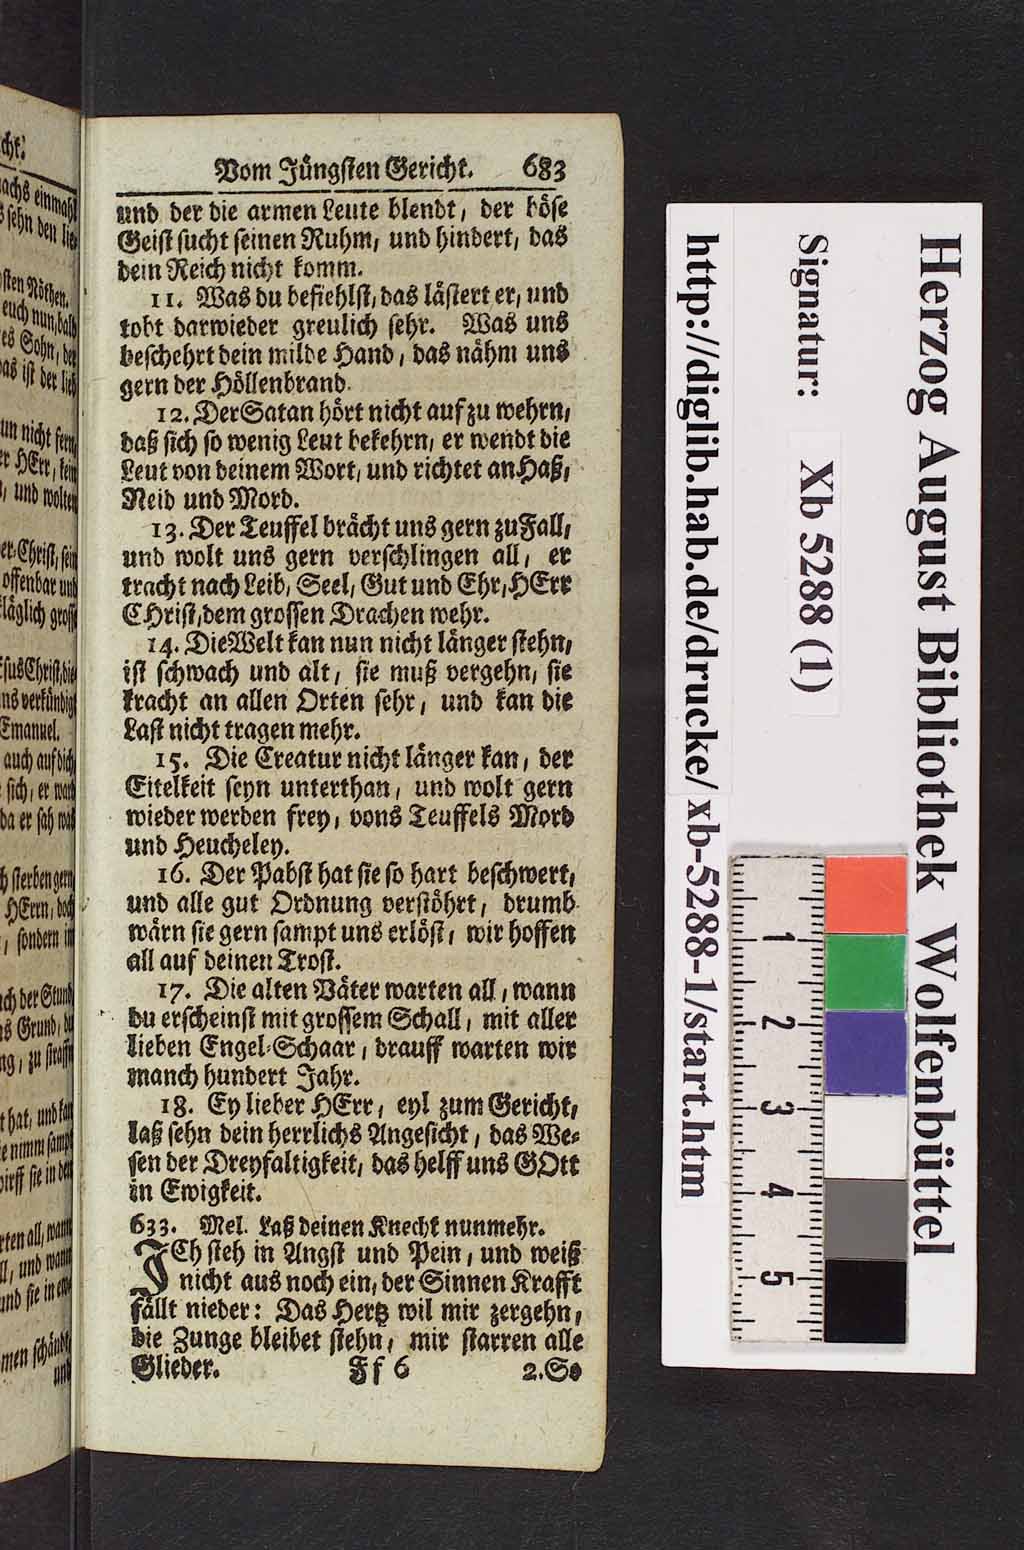 Vom Jüngsten Gericht. 683
und der die armen Leute blendt, der böse
Geist sucht seinen Ruhm, und hindert, das
dein Reich nicht komm.
11. Was du befiehlst, das lästert er, und
tobt darwieder greulich sehr. Was uns
beschehrt dein milde Hand, das nähm uns
gern der Höllenbrand.
12. Der Satan hört nicht auf zu wehrn,
daß sich so wenig Leut bekehrn, er wendt die
Leut von deinem Wort, und richtet an Haß,
Neid und Mord.
13. Der Teuffel brächt uns gern zu Fall,
und wolt uns gern verschlingen all, er
tracht nach Leib, Seel, Gut und Ehr, HErr
CHrist, dem grossen Drachen wehr.
14. Die Welt kan nun nicht länger stehn,
ist schwach und alt, sie muß vergehn, sie
kracht an allen Orten sehr, und kan die
Last nicht tragen mehr.
15. Die Creatur nicht länger kan, der
Eitelkeit seyn unterthan, und wolt gern
wieder werden frey, vons Teuffels Mord
und Heucheley.
16. Der Pabst hat sie so hart beschwert,
und alle gut Ordnung verstöhrt, drumb
wärn sie gern sampt uns erlöst, wir hoffen
all auf deinen Trost.
17. Die alten Väter warten all, wann
du erscheinst mit grossem Schall, mit aller
lieben Engel-Schaar, drauff warten wir
manch hundert Jahr.
18. Ey lieber HErr, eyl zum Gericht,
laß sehn dein herrlichs Angesicht, das We-
sen der Dreyfaltigkeit, das helff uns GOtt
in Ewigkeit.
633. Mel. Laß deinen Knecht nunmehr.
ICh steh in Angst und Pein, und weiß
nicht aus noch ein, der Sinnen Krafft
fällt nieder: Das Hertz wil mir zergehn,
die Zunge bleibet stehn, mir starren alle
Glieder. Ff 6 2. So
Herzog August Bibliothek Wolfenbüttel
Signatur: Xb 5288 (1)
http://diglib.hab.de/drucke/xb-5288-1/start.htm
1
2
3
4
5